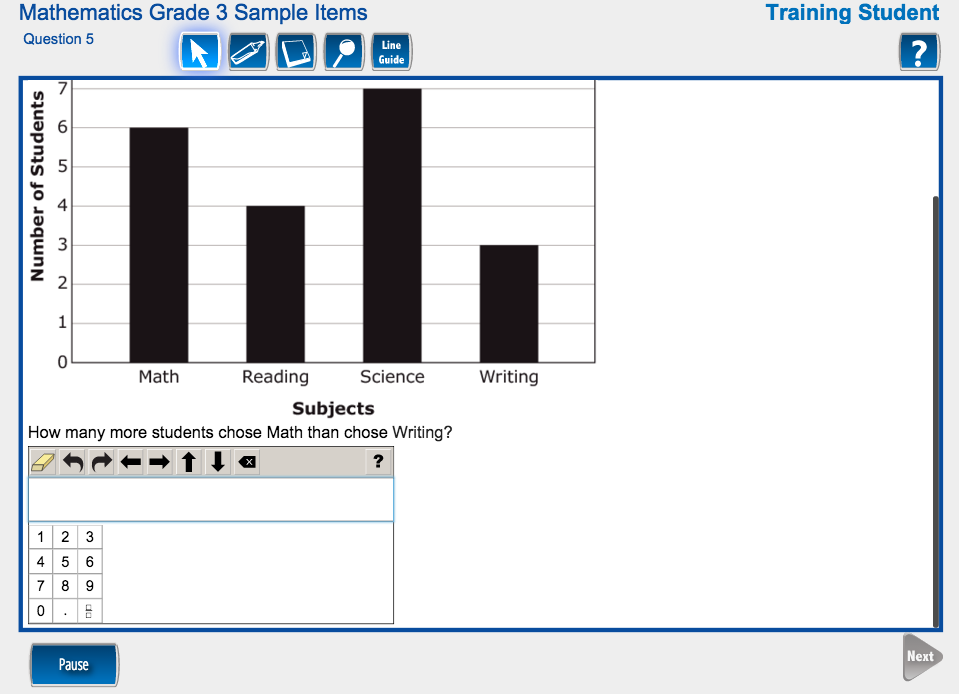 Mathematics Grade 3 Sample Items
Training Student
Question 5
Line
Guide
?
Number of Students
7
6
5
4
3
2
1
0
Math Reading Science Writing
Subjects
How many more students chose Math than chose Writing?
?
1 2 3
4 5 6
7 8 9
0 .
Pause
Next